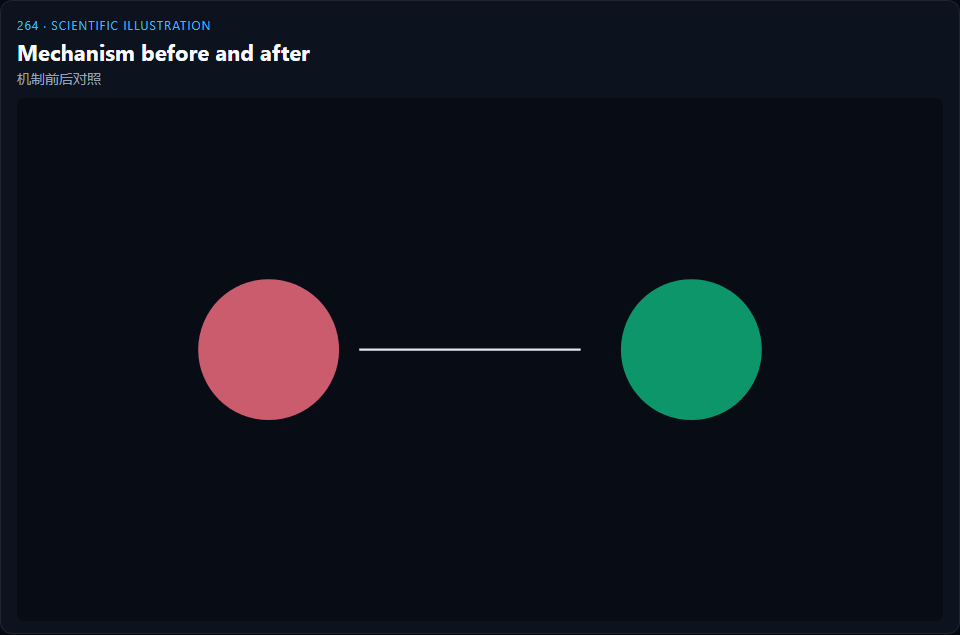 264 · SCIENTIFIC ILLUSTRATION
Mechanism before and after
机制前后对照